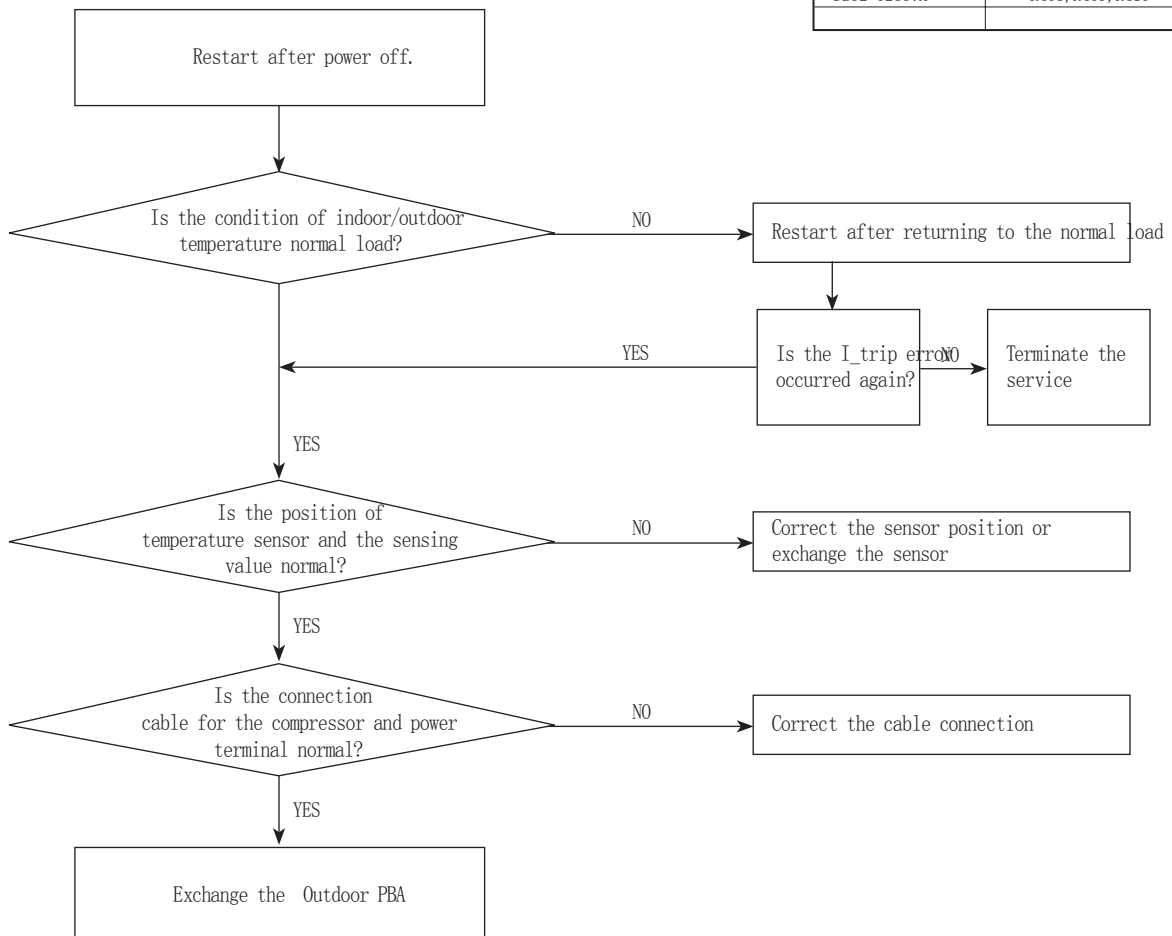 Restart after power off.
Is the condition of indoor/outdoor
temperature normal load?
NO
Restart after returning to the normal load
Is the I_trip error
occurred again?
YES
NO
Terminate the
service
YES
Is the position of
temperature sensor and the sensing
value normal?
NO
Correct the sensor position or
exchange the sensor
YES
Is the connection
cable for the compressor and power
terminal normal?
NO
Correct the cable connection
YES
Exchange the Outdoor PBA